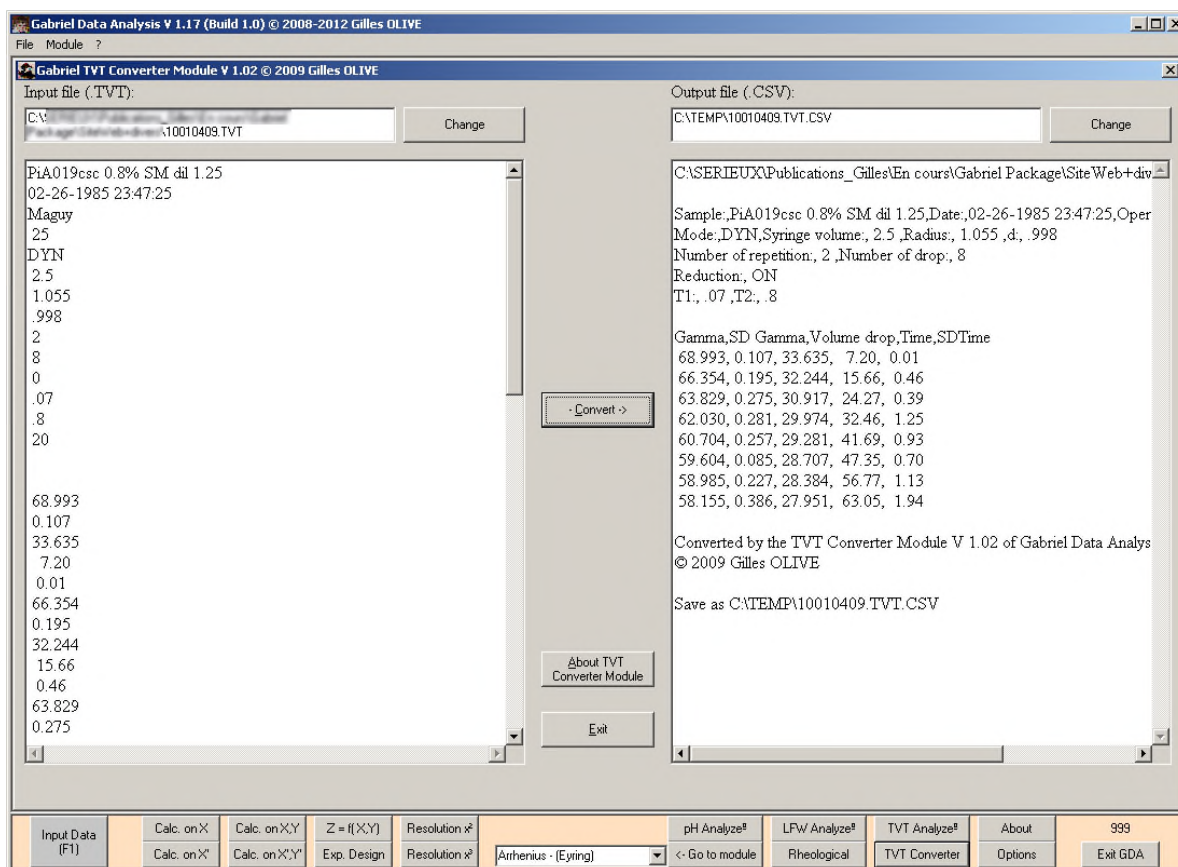 Gabriel Data Analysis V 1.17 (Build 1.0) © 2008-2012 Gilles OLIVE
File Module ?
Gabriel TVT Converter Module V 1.02 © 2009 Gilles OLIVE
Input file (.TVT):
C:\
\10010409.TVT
Change
PiA019csc 0.8% SM dil 1.25
02-26-1985 23:47:25
Maguy
25
DYN
2.5
1.055
.998
2
8
0
.07
.8
20
68.993
0.107
33.635
7.20
0.01
66.354
0.195
32.244
15.66
0.46
63.829
0.275
- Convert ->
About TVT
Converter Module
Exit
Output file (.CSV):
C:\TEMP\10010409.TVT.CSV
Change
C:\SERIEUX\Publications_Gilles\En cours\Gabriel Package\SiteWeb+div
Sample:,PiA019csc 0.8% SM dil 1.25,Date:,02-26-1985 23:47:25,Oper
Mode:,DYN,Syringe volume:, 2.5 ,Radius:, 1.055 ,d:, .998
Number of repetition:, 2 ,Number of drop:, 8
Reduction:, ON
T1:, .07 ,T2:, .8
Gamma,SD Gamma,Volume drop,Time,SDTime
68.993, 0.107, 33.635, 7.20, 0.01
66.354, 0.195, 32.244, 15.66, 0.46
63.829, 0.275, 30.917, 24.27, 0.39
62.030, 0.281, 29.974, 32.46, 1.25
60.704, 0.257, 29.281, 41.69, 0.93
59.604, 0.085, 28.707, 47.35, 0.70
58.985, 0.227, 28.384, 56.77, 1.13
58.155, 0.386, 27.951, 63.05, 1.94
Converted by the TVT Converter Module V 1.02 of Gabriel Data Analys
© 2009 Gilles OLIVE
Save as C:\TEMP\10010409.TVT.CSV
Input Data
(F1)
Calc. on X
Calc. on X,Y
Z = f(X,Y)
Resolution x²
pH Analyze
LFW Analyze
TVT Analyze
About
999
Calc. on X'
Calc. on X',Y'
Exp. Design
Resolution x³
Arrhenius - (Eyring)
<- Go to module
Rheological
TVT Converter
Options
Exit GDA